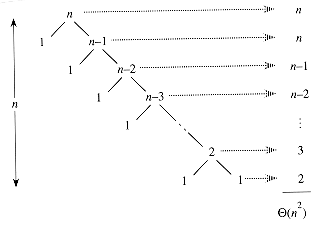 n n
1 n–1 n
1 n–2 n–1
1 n–3 n–2
n
1 ⋮
2 3
1 1 2
Θ(n²)